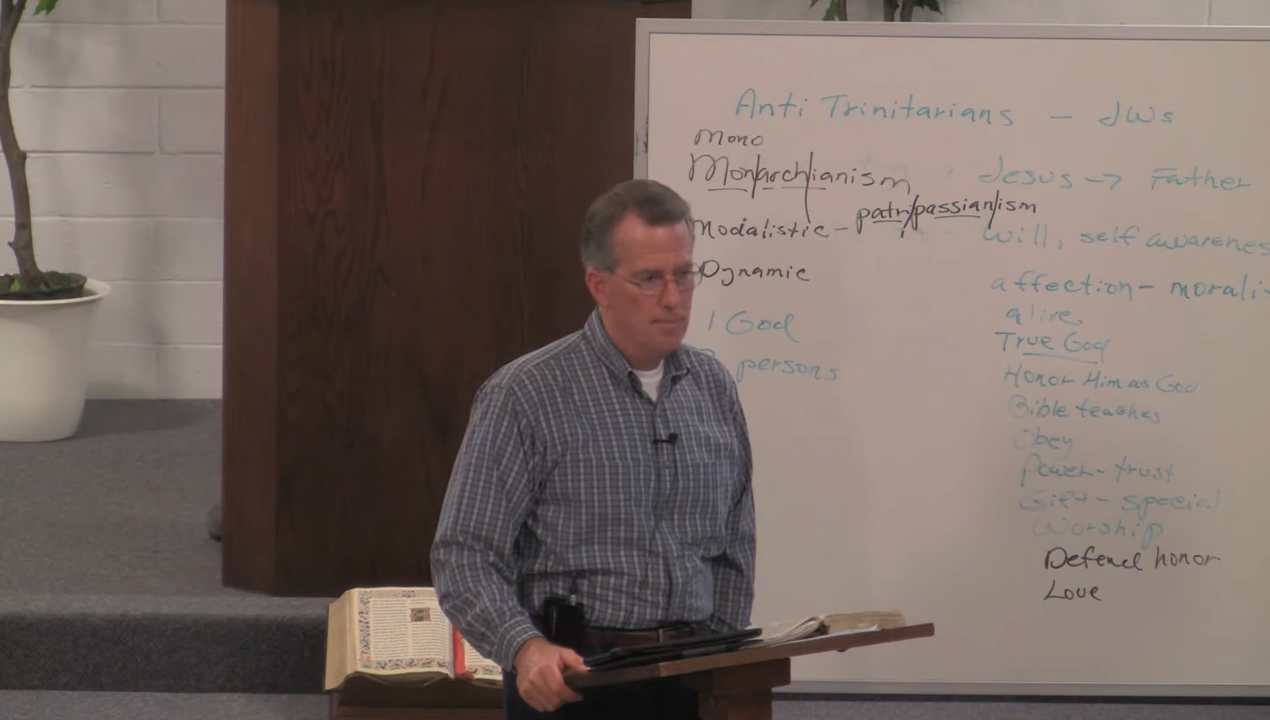 Anti Trinitarians - JWs
Mono
Monarchianism
Jesus → Father
Modalistic - patripassianism
will, self awareness
Dynamic
affection - morali
alive
1 God
True God
persons
Honor Him as God
Bible teaches
Obey
Power - trust
Gift - special
Worship
Defend honor
Love